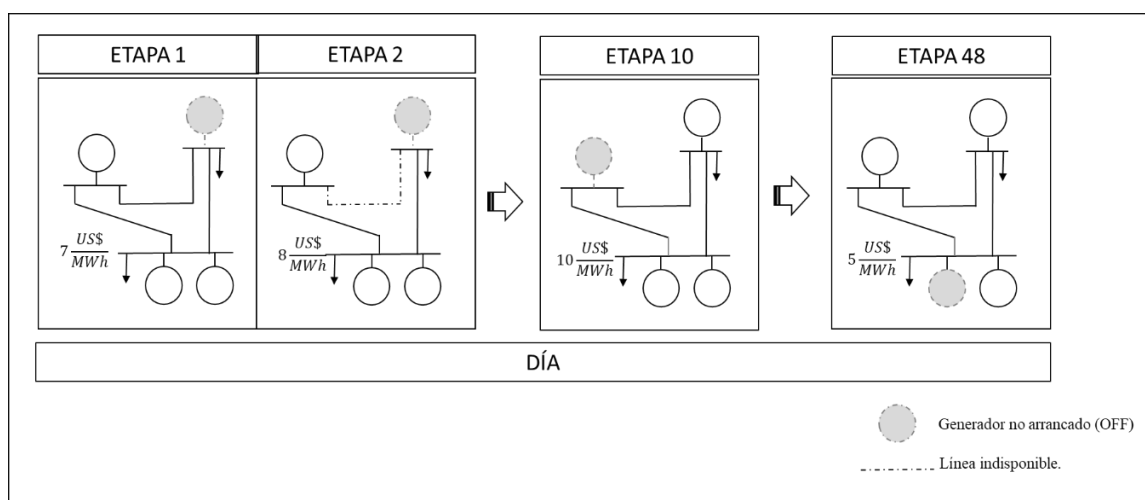 ETAPA 1
ETAPA 2
ETAPA 10
ETAPA 48
7 US$/MWh
8 US$/MWh
10 US$/MWh
5 US$/MWh
DÍA
Generador no arrancado (OFF)
Línea indisponible.